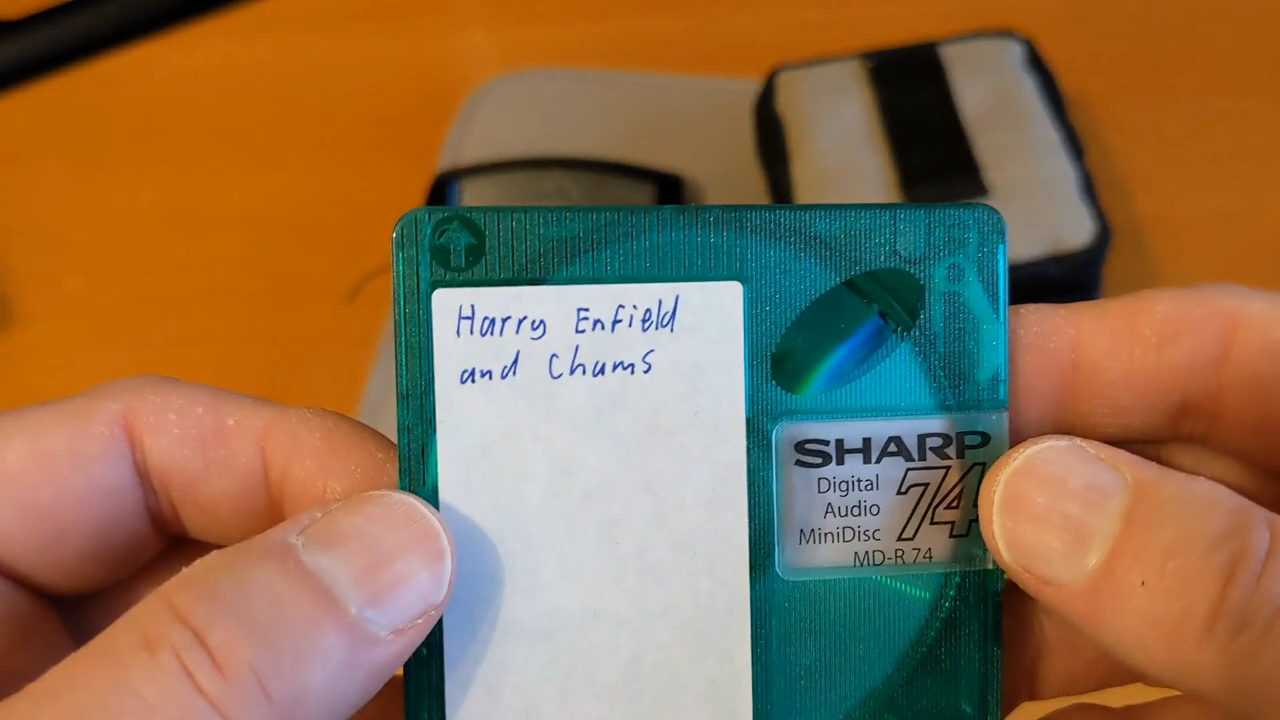 Harry Enfield
and Chums
SHARP
Digital
Audio
MiniDisc
74
MD-R 74